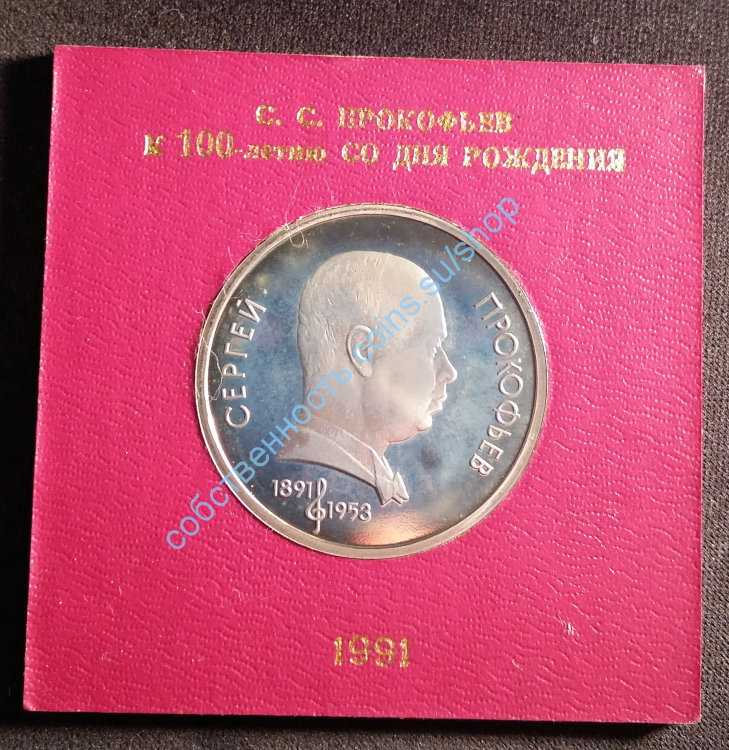 С. С. ПРОКОФЬЕВ
К 100-летию СО ДНЯ РОЖДЕНИЯ
СЕРГЕЙ
ПРОКОФЬЕВ
1891
1953
1991
собственность coins.su/shop